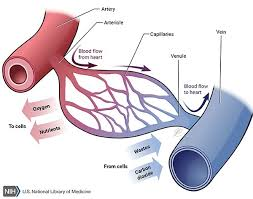 Artery
Arteriole
Capillaries
Vein
Venule
Blood flow
from heart
Blood flow
to heart
Oxygen
Nutrients
To cells
Wastes
Carbon
dioxide
From cells
NIH U.S. National Library of Medicine